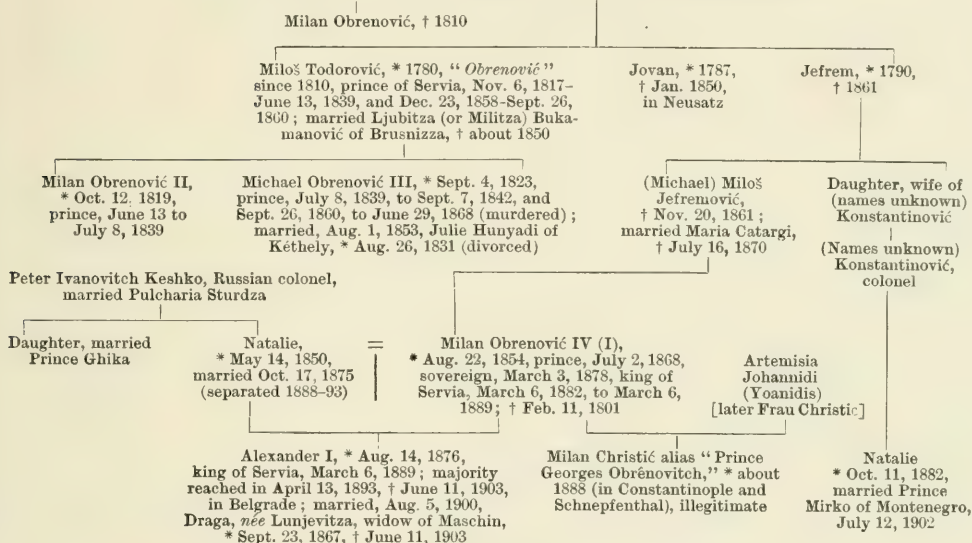 Milan Obrenović, † 1810
Miloš Todorović, * 1780, “ Obrenović ”
since 1810, prince of Servia, Nov. 6, 1817–
June 13, 1839, and Dec. 23, 1858-Sept. 26,
1860 ; married Ljubitza (or Militza) Buka-
manović of Brusnizza, † about 1850
Jovan, * 1787,
† Jan. 1850,
in Neusatz
Jefrem, * 1790,
† 1861
Milan Obrenović II,
* Oct. 12. 1819,
prince, June 13 to
July 8, 1839
Michael Obrenović III, * Sept. 4, 1823,
prince, July 8, 1839, to Sept. 7, 1842, and
Sept. 26, 1860, to June 29, 1868 (murdered) ;
married, Aug. 1, 1853, Julie Hunyadi of
Kéthely, * Aug. 26, 1831 (divorced)
(Michael) Miloš
Jefremović,
† Nov. 20, 1861 ;
married Maria Catargi,
† July 16, 1870
Daughter, wife of
(names unknown)
Konstantinović
(Names unknown)
Konstantinović,
colonel
Peter Ivanovitch Keshko, Russian colonel,
married Pulcharia Sturdza
Daughter, married
Prince Ghika
Natalie,
* May 14, 1850,
married Oct. 17, 1875
(separated 1888-93)
=
Milan Obrenović IV (I),
* Aug. 22, 1854, prince, July 2, 1868,
sovereign, March 3, 1878, king of
Servia, March 6, 1882, to March 6,
1889 ; † Feb. 11, 1801
Artemisia
Johannidi
(Yoanidis)
[later Frau Christic]
Alexander I, * Aug. 14, 1876,
king of Servia, March 6, 1889 ; majority
reached in April 13, 1893, † June 11, 1903,
in Belgrade ; married, Aug. 5, 1900,
Draga, née Lunjevitza, widow of Maschin,
* Sept. 23, 1867, † June 11, 1903
Milan Christić alias “ Prince
Georges Obrénovitch,” * about
1888 (in Constantinople and
Schnepfenthal), illegitimate
Natalie
* Oct. 11, 1882,
married Prince
Mirko of Montenegro,
July 12, 1902